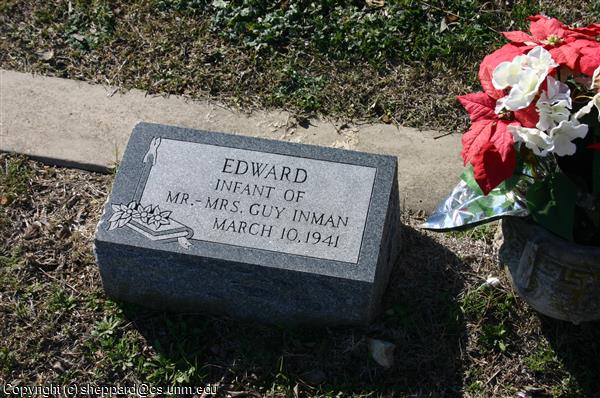 EDWARD
INFANT OF
MR.-MRS. GUY INMAN
MARCH 10, 1941
Copyright (c) sheppard@cs.unm.edu